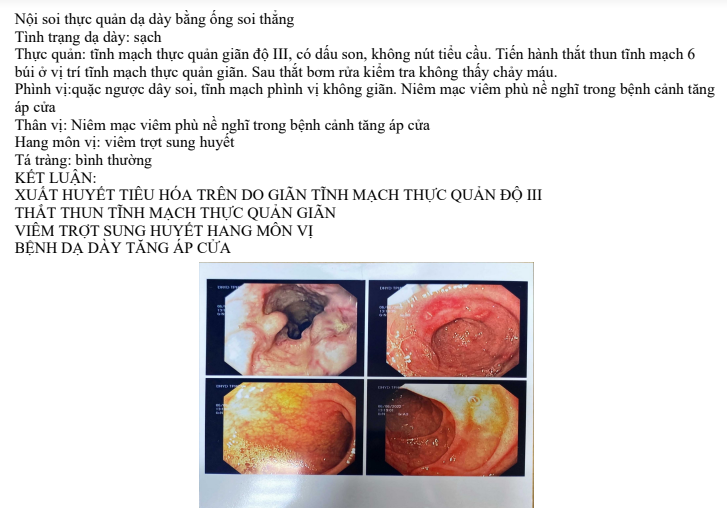 Nội soi thực quản dạ dày bằng ống soi thẳng
Tình trạng dạ dày: sạch
Thực quản: tĩnh mạch thực quản giãn độ III, có dấu son, không nút tiểu cầu. Tiến hành thắt thun tĩnh mạch 6
búi ở vị trí tĩnh mạch thực quản giãn. Sau thắt bơm rửa kiểm tra không thấy chảy máu.
Phình vị:quặc ngược dây soi, tĩnh mạch phình vị không giãn. Niêm mạc viêm phù nề nghĩ trong bệnh cảnh tăng
áp cửa
Thân vị: Niêm mạc viêm phù nề nghĩ trong bệnh cảnh tăng áp cửa
Hang môn vị: viêm trợt sung huyết
Tá tràng: bình thường
KẾT LUẬN:
XUẤT HUYẾT TIÊU HÓA TRÊN DO GIÃN TĨNH MẠCH THỰC QUẢN ĐỘ III
THẮT THUN TĨNH MẠCH THỰC QUẢN GIÃN
VIÊM TRỢT SUNG HUYẾT HANG MÔN VỊ
BỆNH DẠ DÀY TĂNG ÁP CỬA